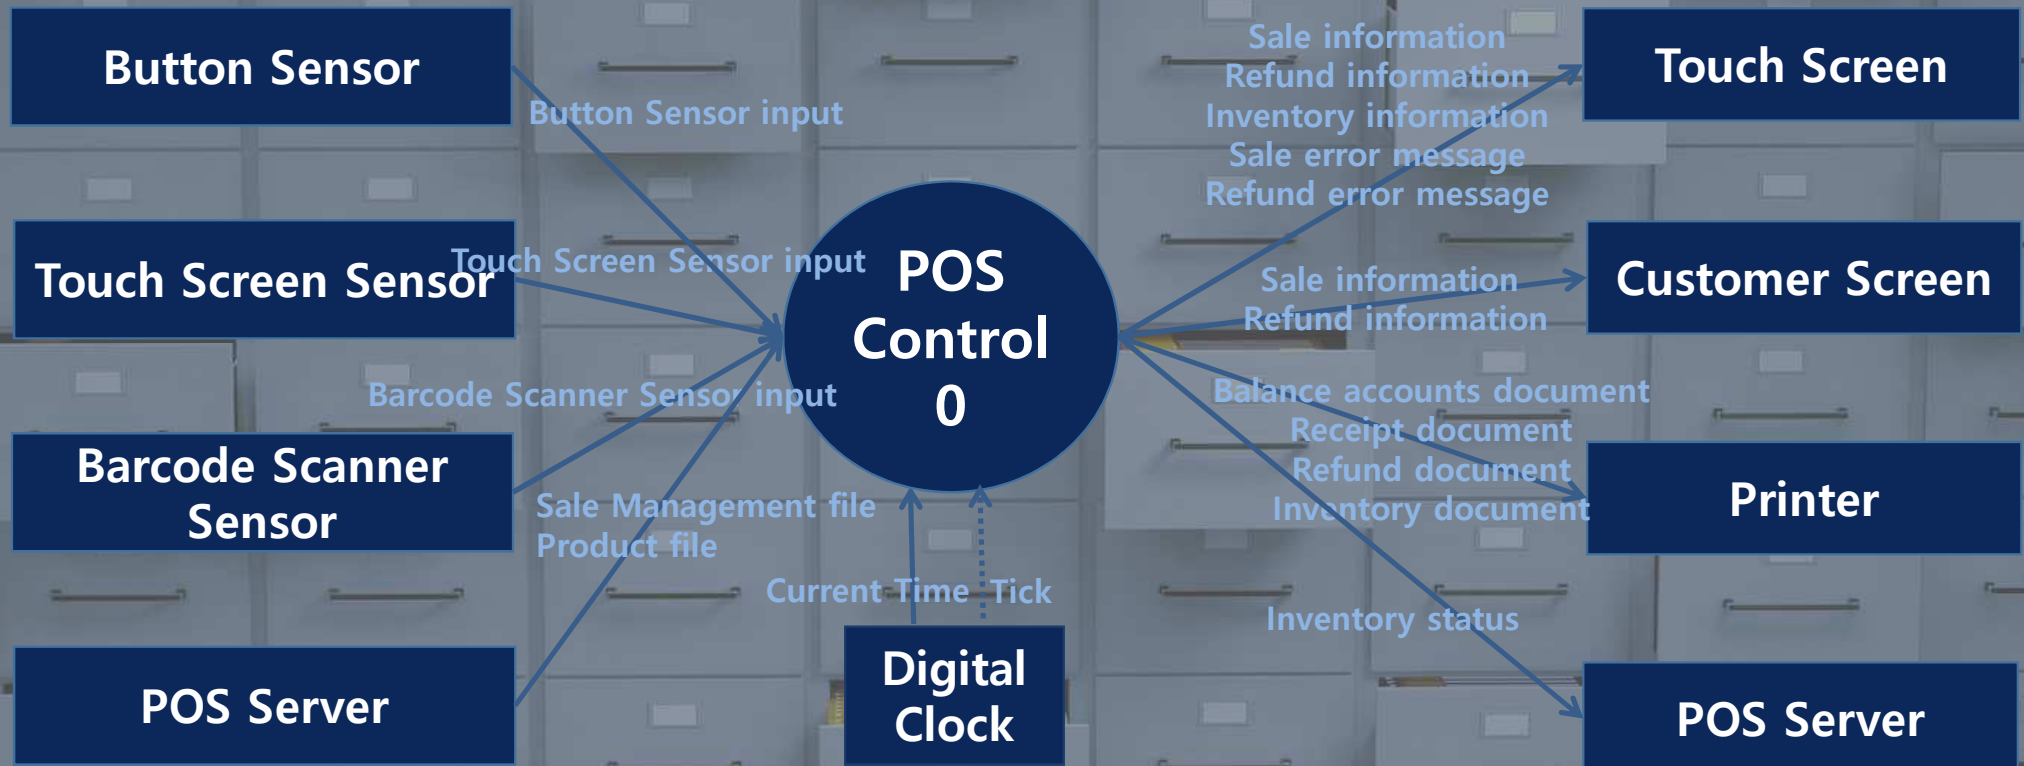 Button Sensor
Button Sensor input
Touch Screen Sensor
Touch Screen Sensor input
Barcode Scanner Sensor input
Barcode Scanner
Sensor
Sale Management file
Product file
POS Server
POS
Control
0
Current Time
Tick
Digital
Clock
Sale information
Refund information
Inventory information
Sale error message
Refund error message
Touch Screen
Sale information
Refund information
Customer Screen
Balance accounts document
Receipt document
Refund document
Inventory document
Printer
Inventory status
POS Server